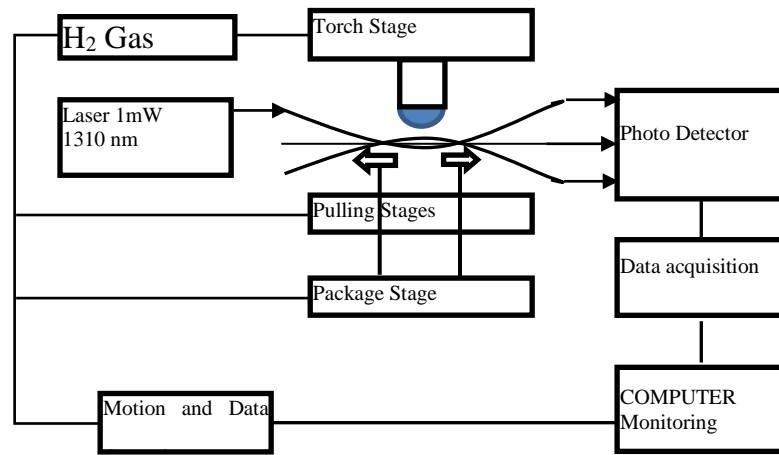 H₂ Gas
Torch Stage
Laser 1mW
1310 nm
Photo Detector
Pulling Stages
Data acquisition
Package Stage
Motion and Data
COMPUTER
Monitoring